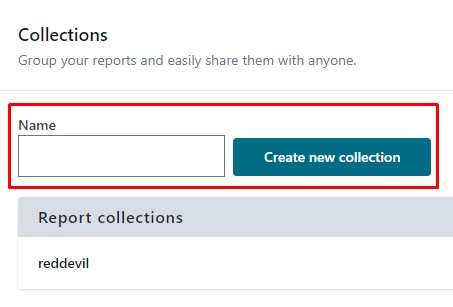 Collections
Group your reports and easily share them with anyone.
Name
Create new collection
Report collections
reddevil